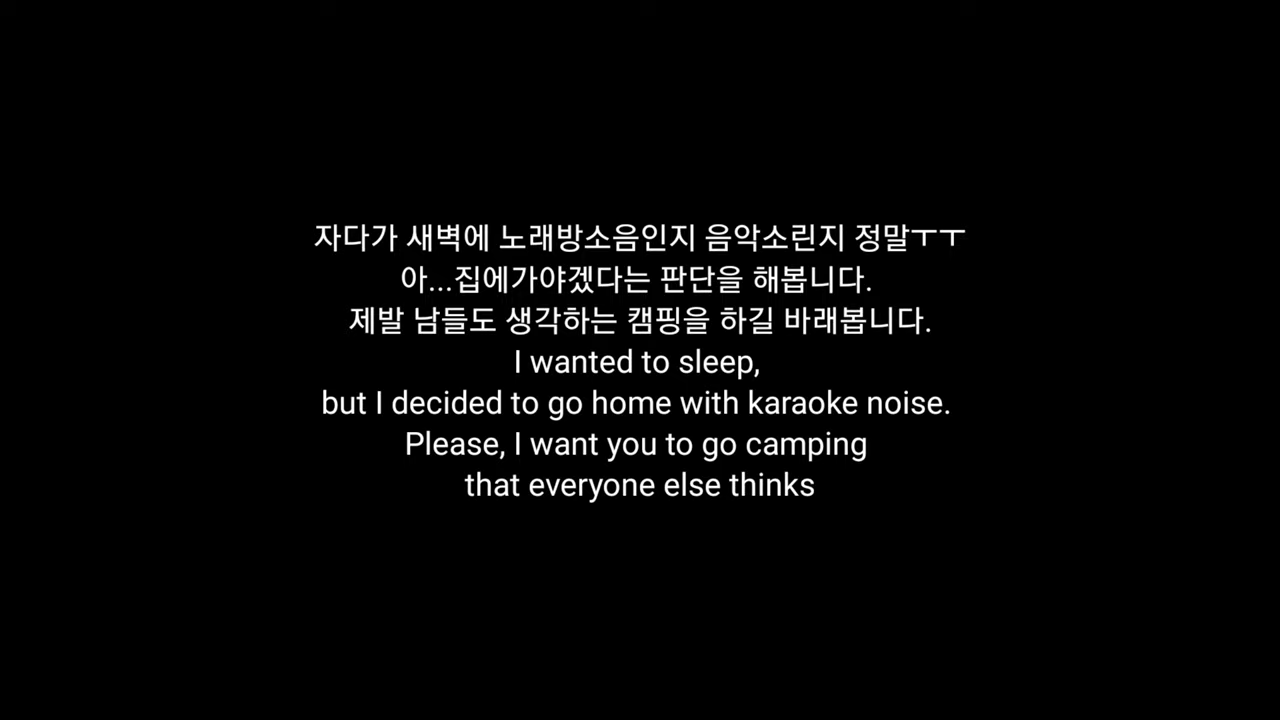 자다가 새벽에 노래방소음인지 음악소린지 정말ㅜㅜ
아...집에가야겠다는 판단을 해봅니다.
제발 남들도 생각하는 캠핑을 하길 바래봅니다.
I wanted to sleep,
but I decided to go home with karaoke noise.
Please, I want you to go camping
that everyone else thinks